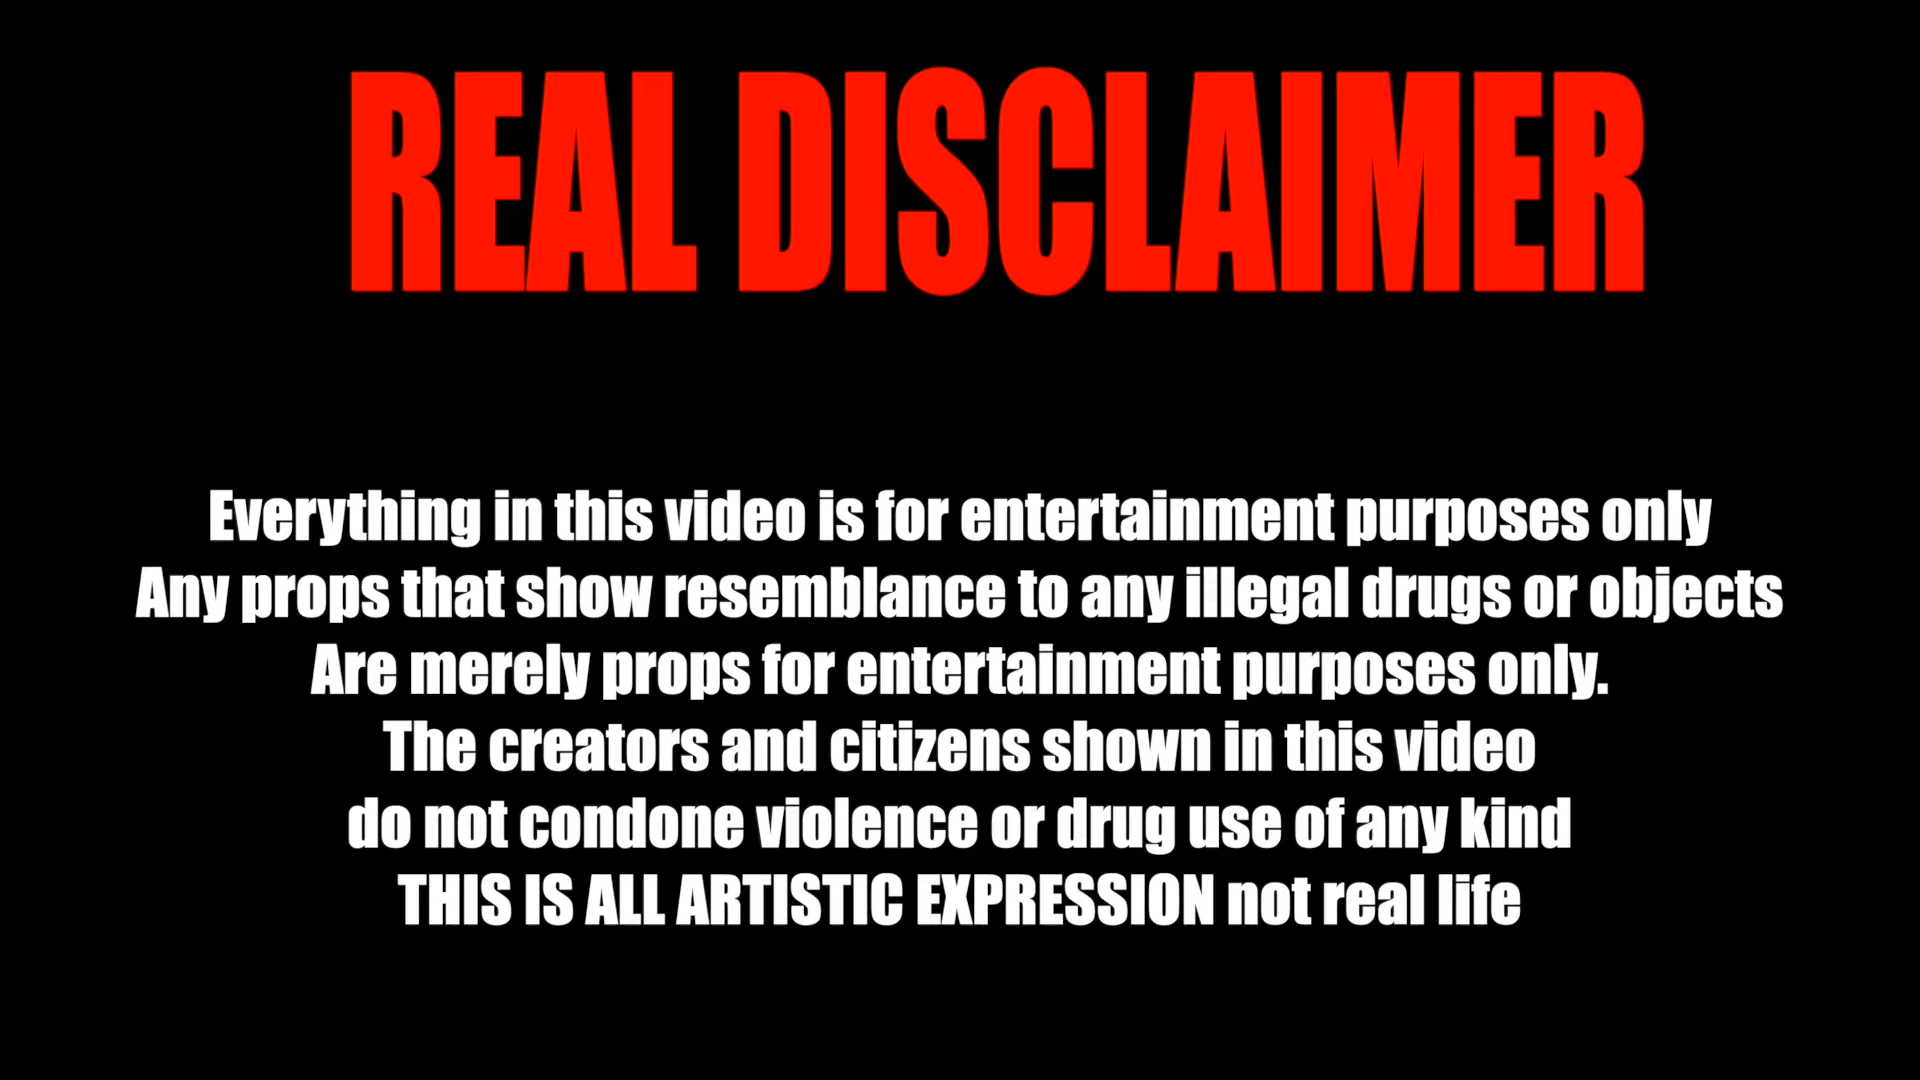 REAL DISCLAIMER
Everything in this video is for entertainment purposes only
Any props that show resemblance to any illegal drugs or objects
Are merely props for entertainment purposes only.
The creators and citizens shown in this video
do not condone violence or drug use of any kind
THIS IS ALL ARTISTIC EXPRESSION not real life